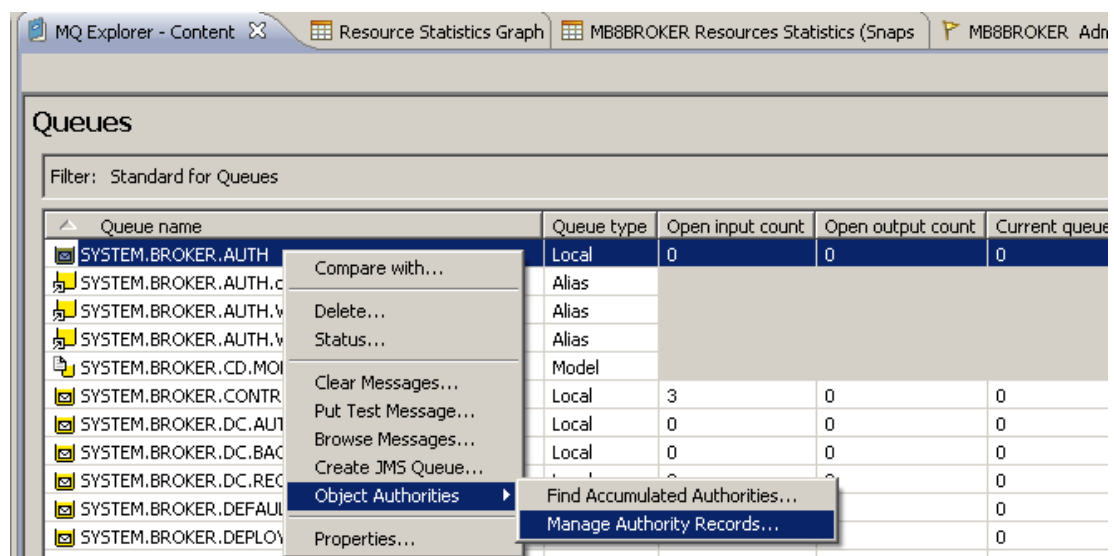 MQ Explorer - Content Resource Statistics Graph MB8BROKER Resources Statistics (Snaps MB8BROKER Adm
Queues
Filter: Standard for Queues
Queue name Queue type Open input count Open output count Current queue
SYSTEM.BROKER.AUTH Local 0 0 0
SYSTEM.BROKER.AUTH. Alias
SYSTEM.BROKER.AUTH. Alias
SYSTEM.BROKER.AUTH. Alias
SYSTEM.BROKER.CD.MO Model
SYSTEM.BROKER.CONTR Local 3 0 0
SYSTEM.BROKER.DC.AUT Local 0 0 0
SYSTEM.BROKER.DC.BAC Local 0 0 0
SYSTEM.BROKER.DC.REC 0
SYSTEM.BROKER.DEFAUL 0
SYSTEM.BROKER.DEPLOY 0
Compare with...
Delete...
Status...
Clear Messages...
Put Test Message...
Browse Messages...
Create JMS Queue...
Object Authorities
Properties...
Find Accumulated Authorities...
Manage Authority Records...